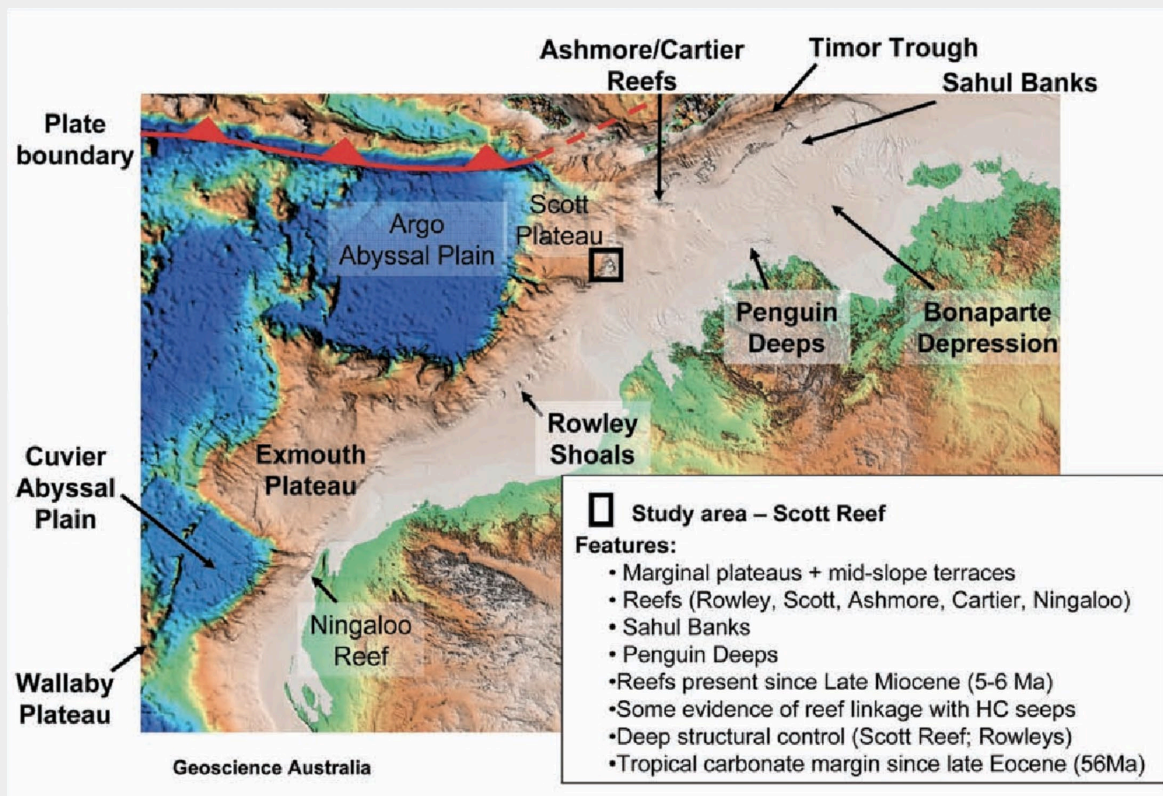 Ashmore/Cartier
Reefs
Timor Trough
Sahul Banks
Plate
boundary
Scott
Plateau
Argo
Abyssal Plain
Penguin
Deeps
Bonaparte
Depression
Rowley
Shoals
Exmouth
Plateau
Cuvier
Abyssal
Plain
Ningaloo
Reef
Wallaby
Plateau
Geoscience Australia
Study area – Scott Reef
Features:
• Marginal plateaus + mid-slope terraces
• Reefs (Rowley, Scott, Ashmore, Cartier, Ningaloo)
• Sahul Banks
• Penguin Deeps
•Reefs present since Late Miocene (5-6 Ma)
•Some evidence of reef linkage with HC seeps
•Deep structural control (Scott Reef; Rowleys)
•Tropical carbonate margin since late Eocene (56Ma)